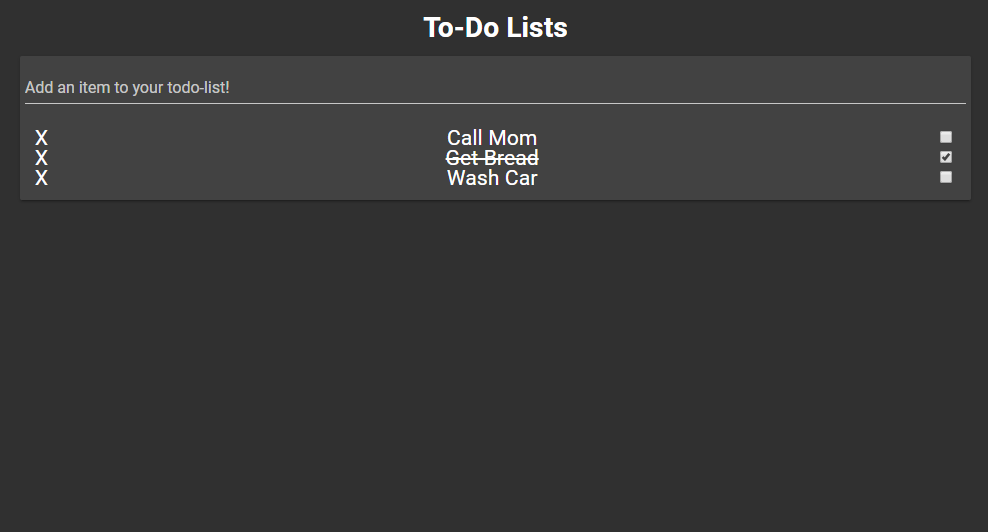 To-Do Lists
Add an item to your todo-list!
X Call Mom
X Get Bread
X Wash Car